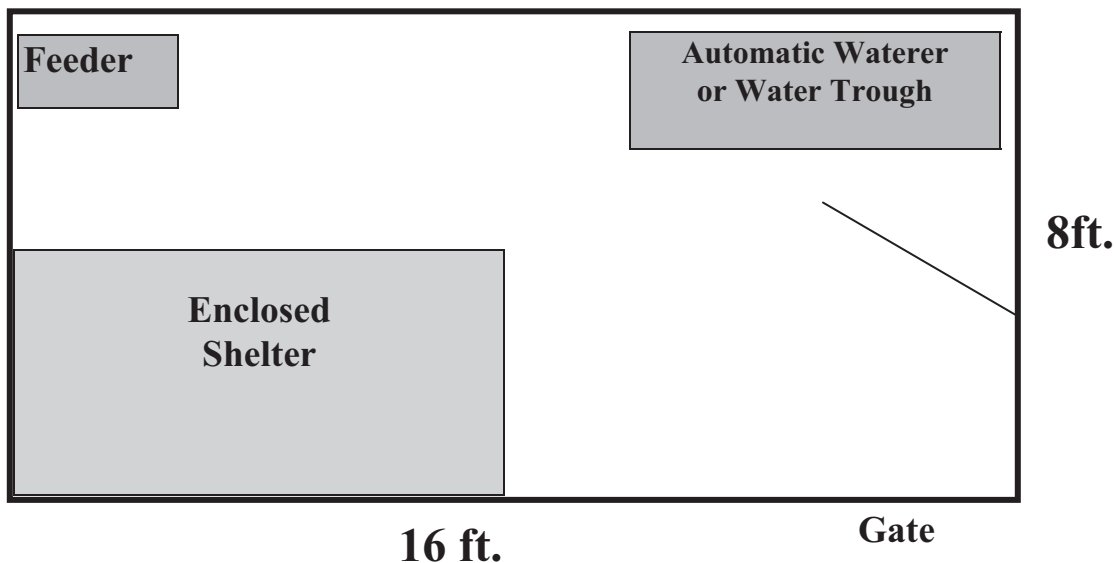 Feeder
Automatic Waterer
or Water Trough
8ft.
Enclosed
Shelter
16 ft.
Gate